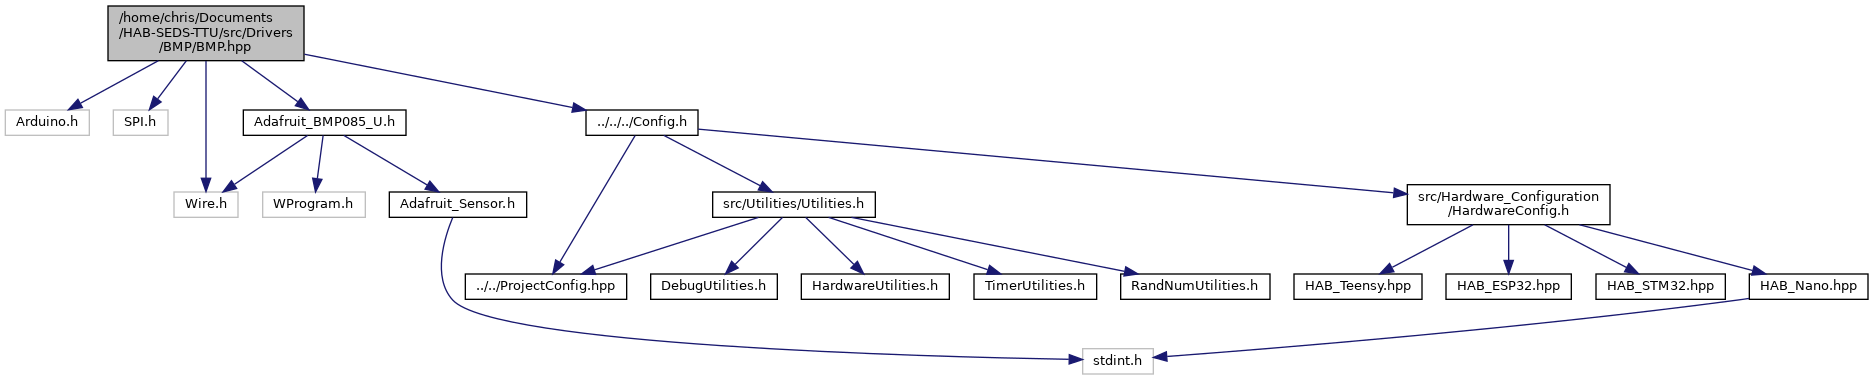 /home/chris/Documents
/HAB-SEDS-TTU/src/Drivers
/BMP/BMP.hpp
Arduino.h
SPI.h
Adafruit_BMP085_U.h
../../../Config.h
Wire.h
WProgram.h
Adafruit_Sensor.h
src/Utilities/Utilities.h
src/Hardware_Configuration
/HardwareConfig.h
../../ProjectConfig.hpp
DebugUtilities.h
HardwareUtilities.h
TimerUtilities.h
RandNumUtilities.h
HAB_Teensy.hpp
HAB_ESP32.hpp
HAB_STM32.hpp
HAB_Nano.hpp
stdint.h